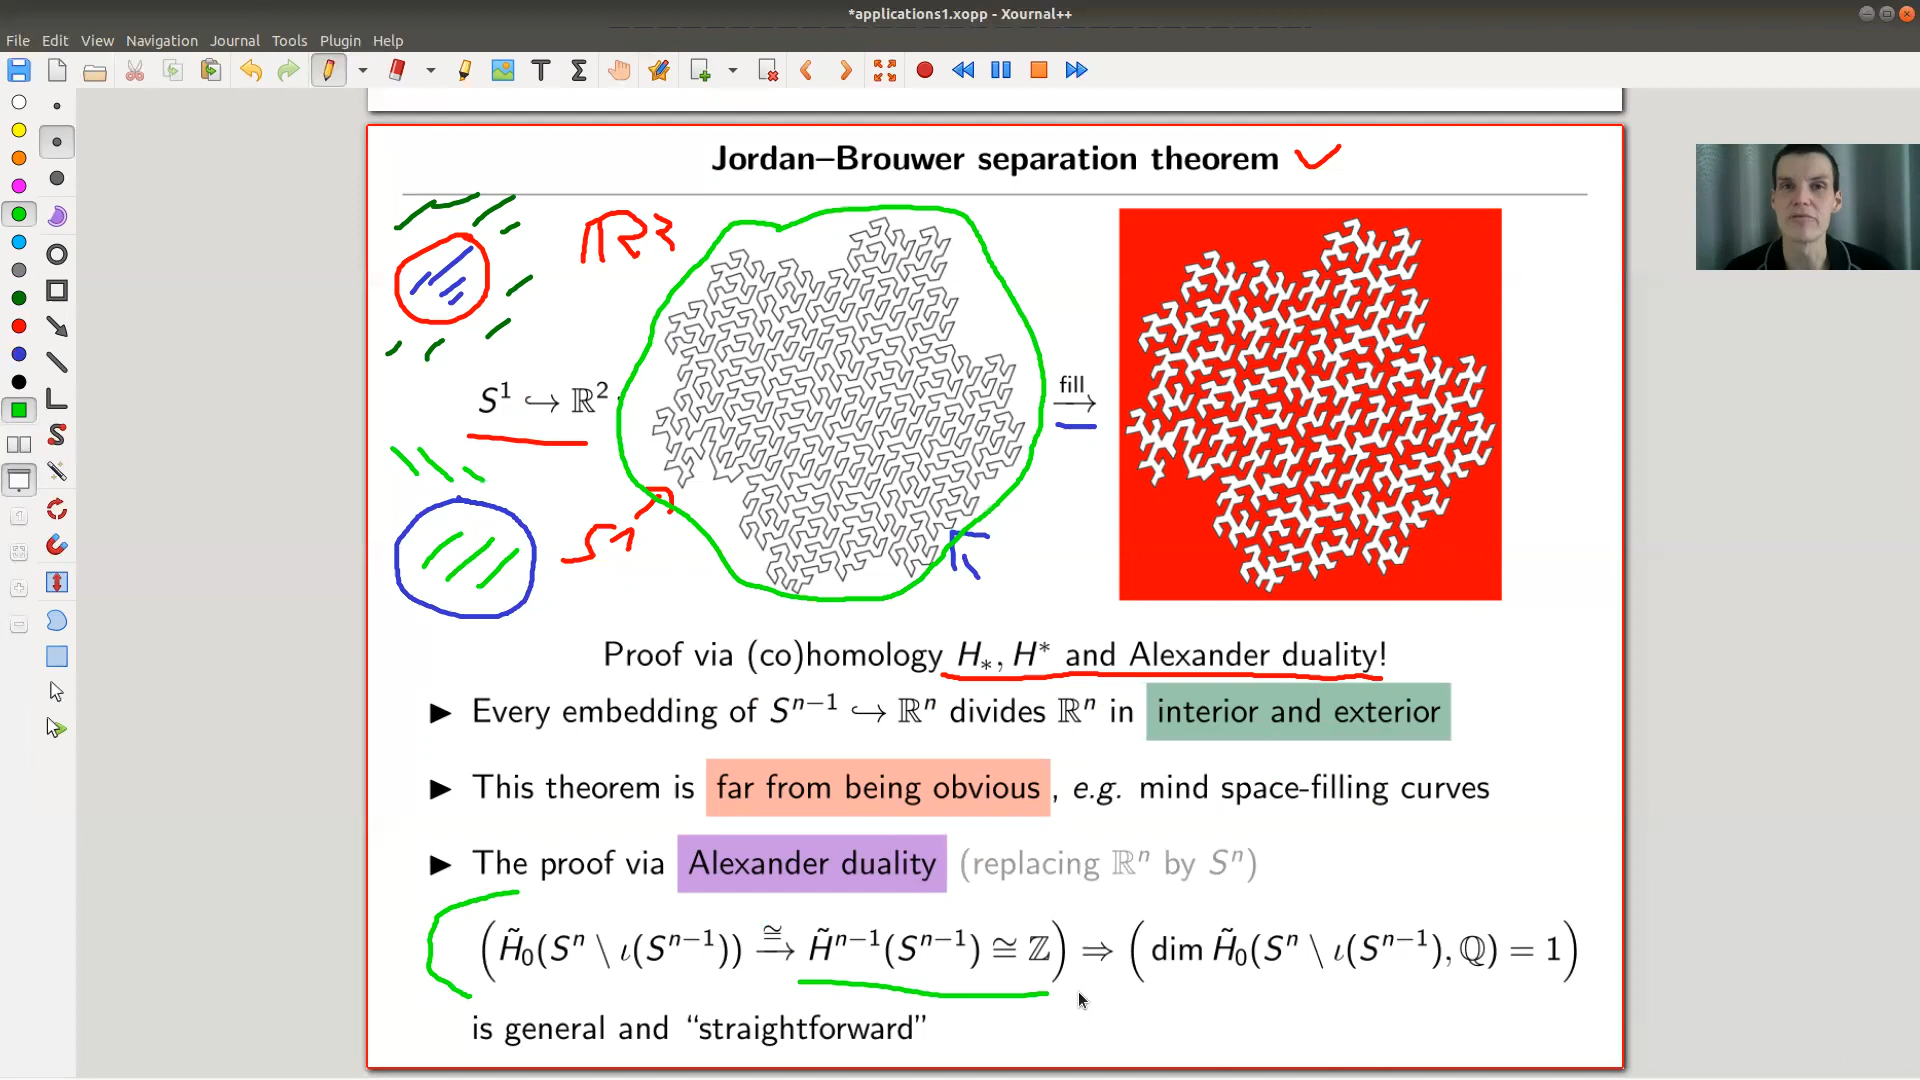 *applications1.xopp - Xournal++
File Edit View Navigation Journal Tools Plugin Help
Jordan–Brouwer separation theorem
ℝ²
S¹ ↪ ℝ²
fill
S1
Proof via (co)homology H∗, H* and Alexander duality!
▶ Every embedding of Sⁿ⁻¹ ↪ ℝⁿ divides ℝⁿ in interior and exterior
▶ This theorem is far from being obvious, e.g. mind space-filling curves
▶ The proof via Alexander duality (replacing ℝⁿ by Sⁿ)
(H̃₀(Sⁿ \ ι(Sⁿ⁻¹)) ≅→ H̃ⁿ⁻¹(Sⁿ⁻¹) ≅ ℤ) ⇒ (dim H̃₀(Sⁿ \ ι(Sⁿ⁻¹), ℚ) = 1)
is general and “straightforward”